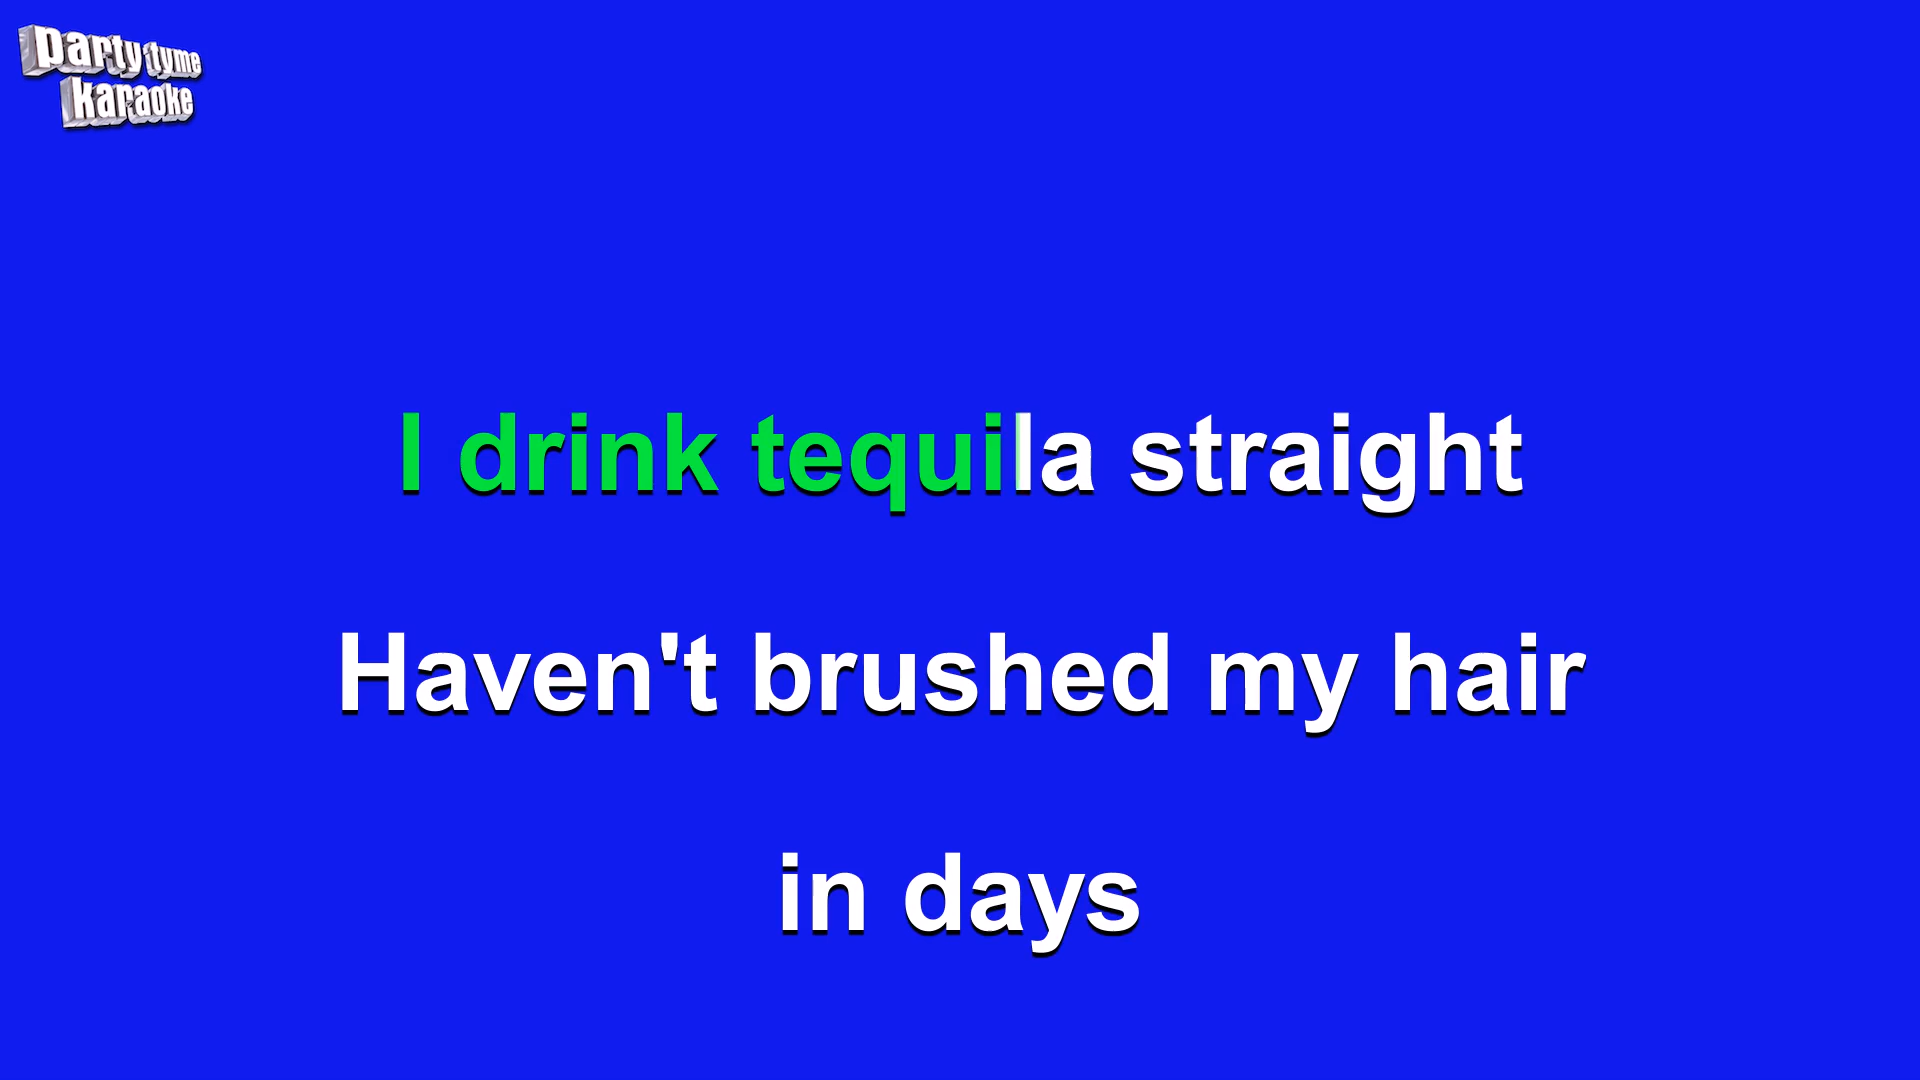 party tyme
karaoke
I drink tequila straight
Haven't brushed my hair
in days